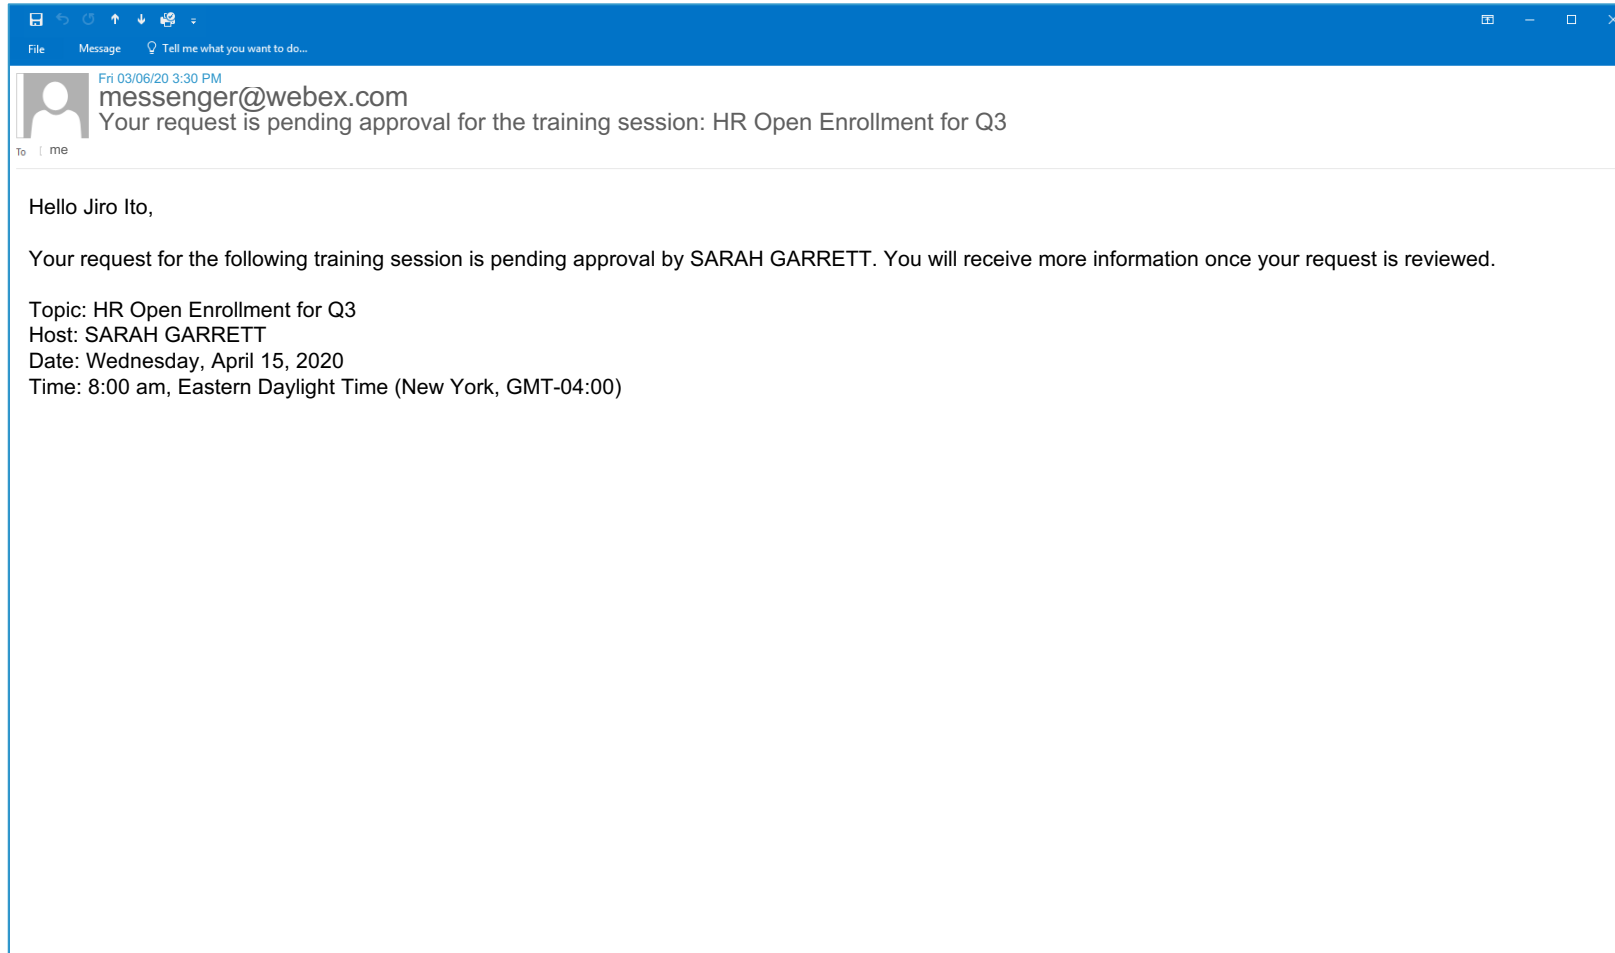 File Message Tell me what you want to do...
Fri 03/06/20 3:30 PM
messenger@webex.com
Your request is pending approval for the training session: HR Open Enrollment for Q3
To me
Hello Jiro Ito,
Your request for the following training session is pending approval by SARAH GARRETT. You will receive more information once your request is reviewed.
Topic: HR Open Enrollment for Q3
Host: SARAH GARRETT
Date: Wednesday, April 15, 2020
Time: 8:00 am, Eastern Daylight Time (New York, GMT-04:00)